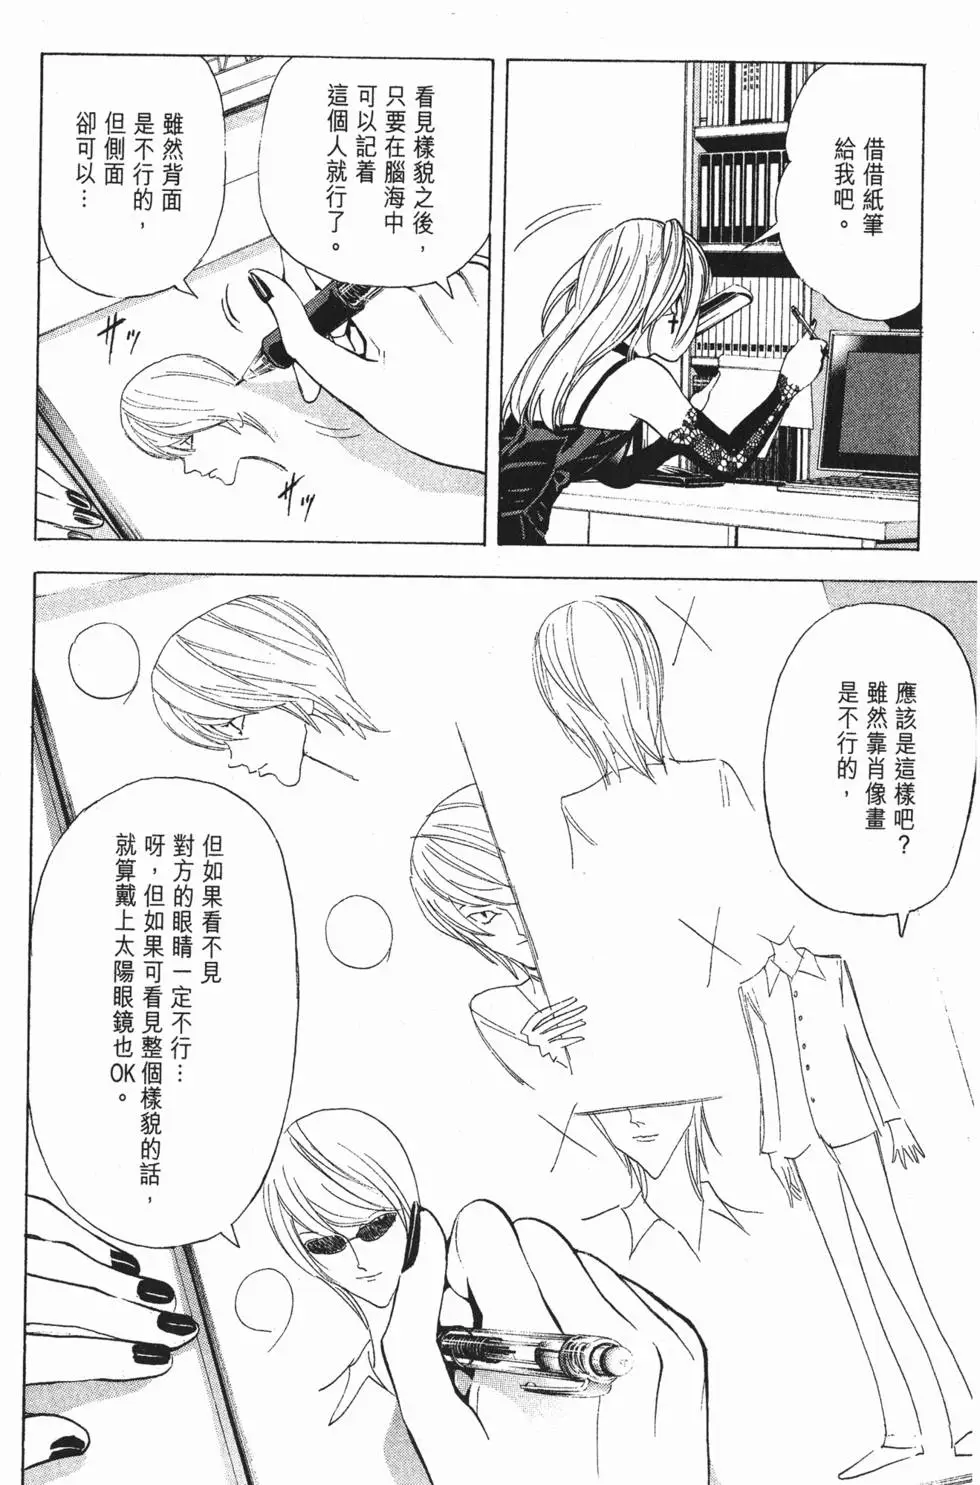 借借紙筆
給我吧。
看見樣貌之後，
只要在腦海中
可以記着
這個人就行了。
雖然背面
是不行的，
但側面
卻可以…
ガッ
ガッ
應該是這樣吧？
雖然靠肖像畫
是不行的，
但如果看不見
對方的眼睛一定不行…
呀，但如果可看見整個樣貌的話，
就算戴上太陽眼鏡也OK。